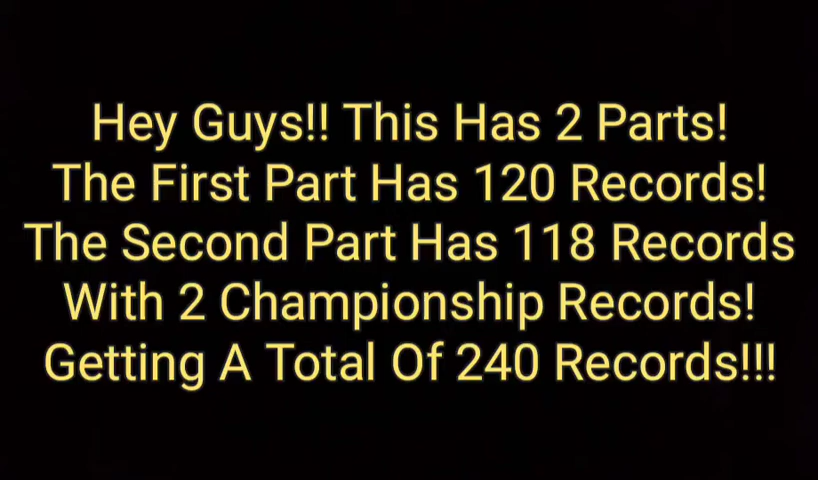 Hey Guys!! This Has 2 Parts!
The First Part Has 120 Records!
The Second Part Has 118 Records
With 2 Championship Records!
Getting A Total Of 240 Records!!!